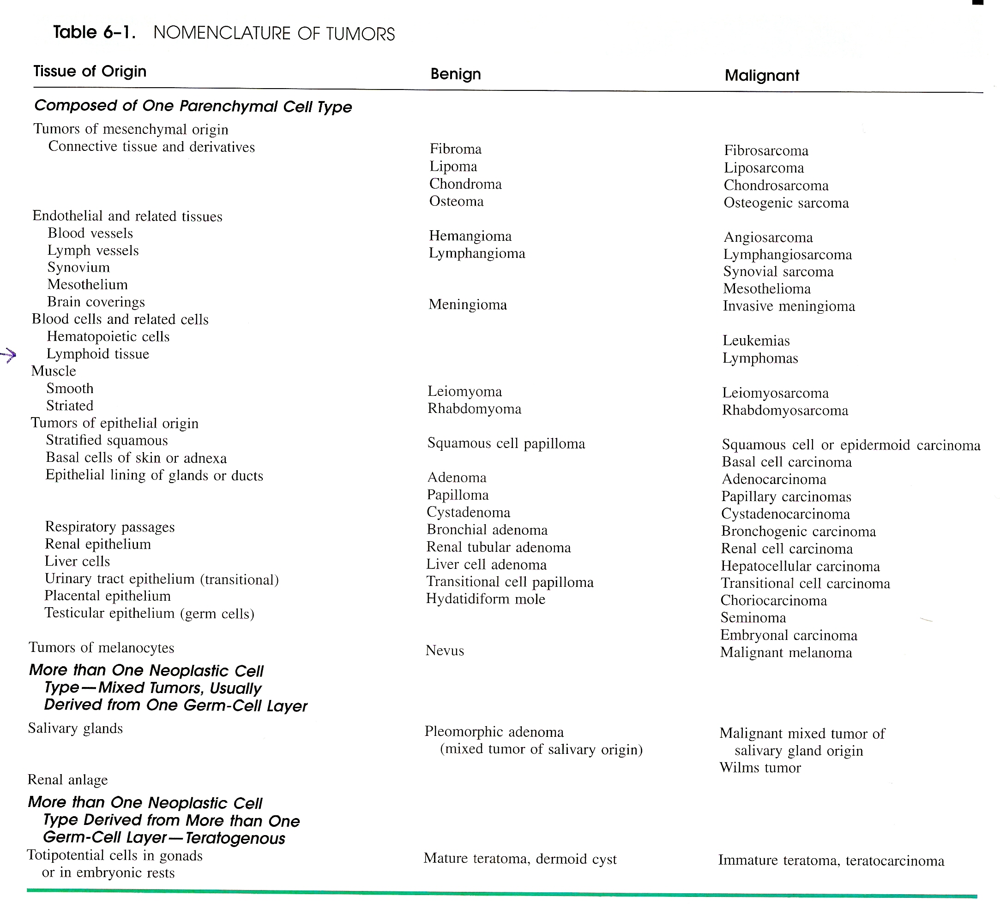 Table 6-1. NOMENCLATURE OF TUMORS
Tissue of Origin Benign Malignant
Composed of One Parenchymal Cell Type
Tumors of mesenchymal origin
Connective tissue and derivatives Fibroma Fibrosarcoma
Lipoma Liposarcoma
Chondroma Chondrosarcoma
Osteoma Osteogenic sarcoma
Endothelial and related tissues
Blood vessels Hemangioma Angiosarcoma
Lymph vessels Lymphangioma Lymphangiosarcoma
Synovium Synovial sarcoma
Mesothelium Mesothelioma
Brain coverings Meningioma Invasive meningioma
Blood cells and related cells
Hematopoietic cells Leukemias
Lymphoid tissue Lymphomas
Muscle
Smooth Leiomyoma Leiomyosarcoma
Striated Rhabdomyoma Rhabdomyosarcoma
Tumors of epithelial origin
Stratified squamous Squamous cell papilloma Squamous cell or epidermoid carcinoma
Basal cells of skin or adnexa Basal cell carcinoma
Epithelial lining of glands or ducts Adenoma Adenocarcinoma
Papilloma Papillary carcinomas
Cystadenoma Cystadenocarcinoma
Respiratory passages Bronchial adenoma Bronchogenic carcinoma
Renal epithelium Renal tubular adenoma Renal cell carcinoma
Liver cells Liver cell adenoma Hepatocellular carcinoma
Urinary tract epithelium (transitional) Transitional cell papilloma Transitional cell carcinoma
Placental epithelium Hydatidiform mole Choriocarcinoma
Testicular epithelium (germ cells) Seminoma
Embryonal carcinoma
Tumors of melanocytes Nevus Malignant melanoma
More than One Neoplastic Cell
Type—Mixed Tumors, Usually
Derived from One Germ-Cell Layer
Salivary glands Pleomorphic adenoma Malignant mixed tumor of
(mixed tumor of salivary origin) salivary gland origin
Wilms tumor
Renal anlage
More than One Neoplastic Cell
Type Derived from More than One
Germ-Cell Layer—Teratogenous
Totipotential cells in gonads Mature teratoma, dermoid cyst Immature teratoma, teratocarcinoma
or in embryonic rests